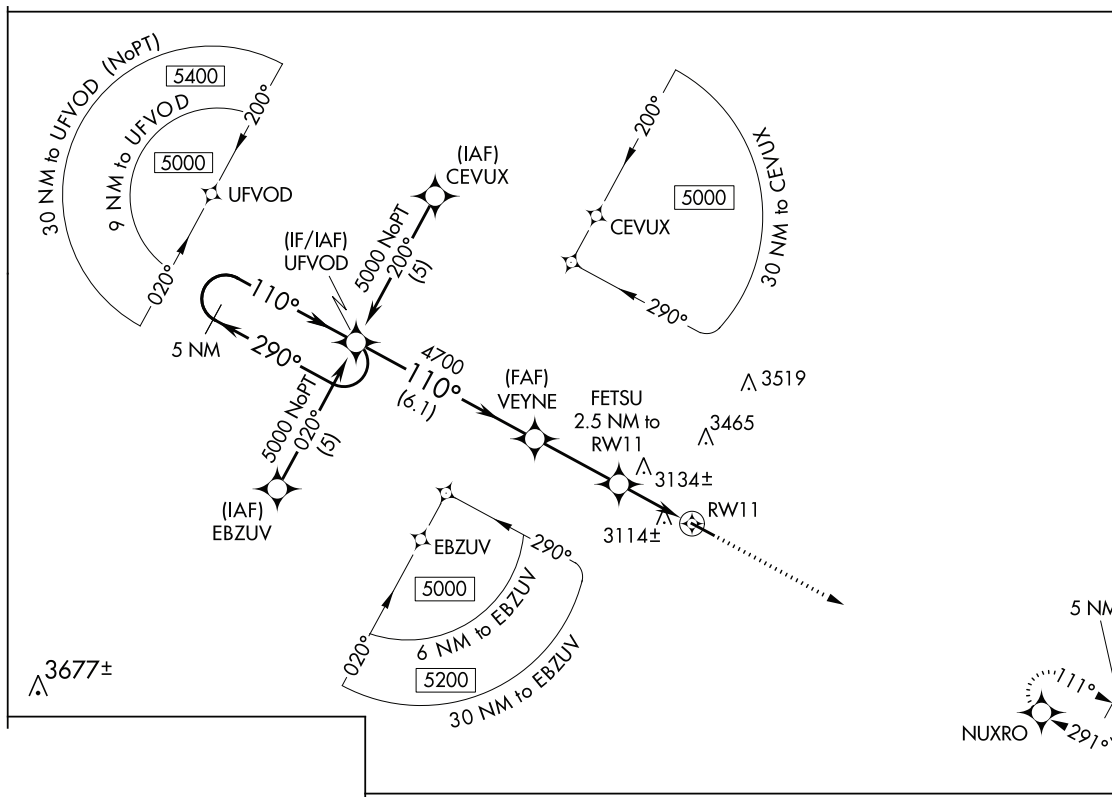 30 NM to UFVOD (NoPT)
5400
9 NM to UFVOD
5000
200°
UFVOD
020°
(IAF)
CEVUX
5000 NoPT
200°
(5)
200°
5000
CEVUX
30 NM to CEVUX
290°
(IF/IAF)
UFVOD
110°
5 NM
290°
5000 NoPT
020°
(5)
(IAF)
EBZUV
4700
110°
(6.1)
(FAF)
VEYNE
FETSU
2.5 NM to
RW11
3519
3465
3134±
3114±
RW11
EBZUV
290°
5000
6 NM to EBZUV
020°
5200
30 NM to EBZUV
3677±
5 NM
111°
NUXRO
291°